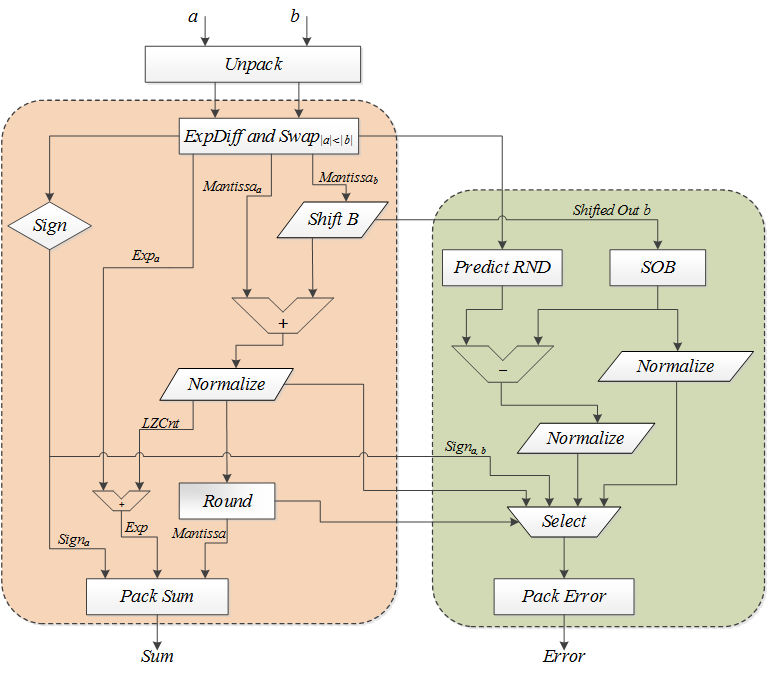 a b
Unpack
ExpDiff and Swap|a|<|b|
Mantissaa
Mantissab
Sign
Shift B
Shifted Out b
Expa
Predict RND
SOB
+
−
Normalize
Normalize
LZCnt
Normalize
Signa, b
Round
+
Exp
Mantissa
Select
Signa
Pack Sum
Pack Error
Sum
Error